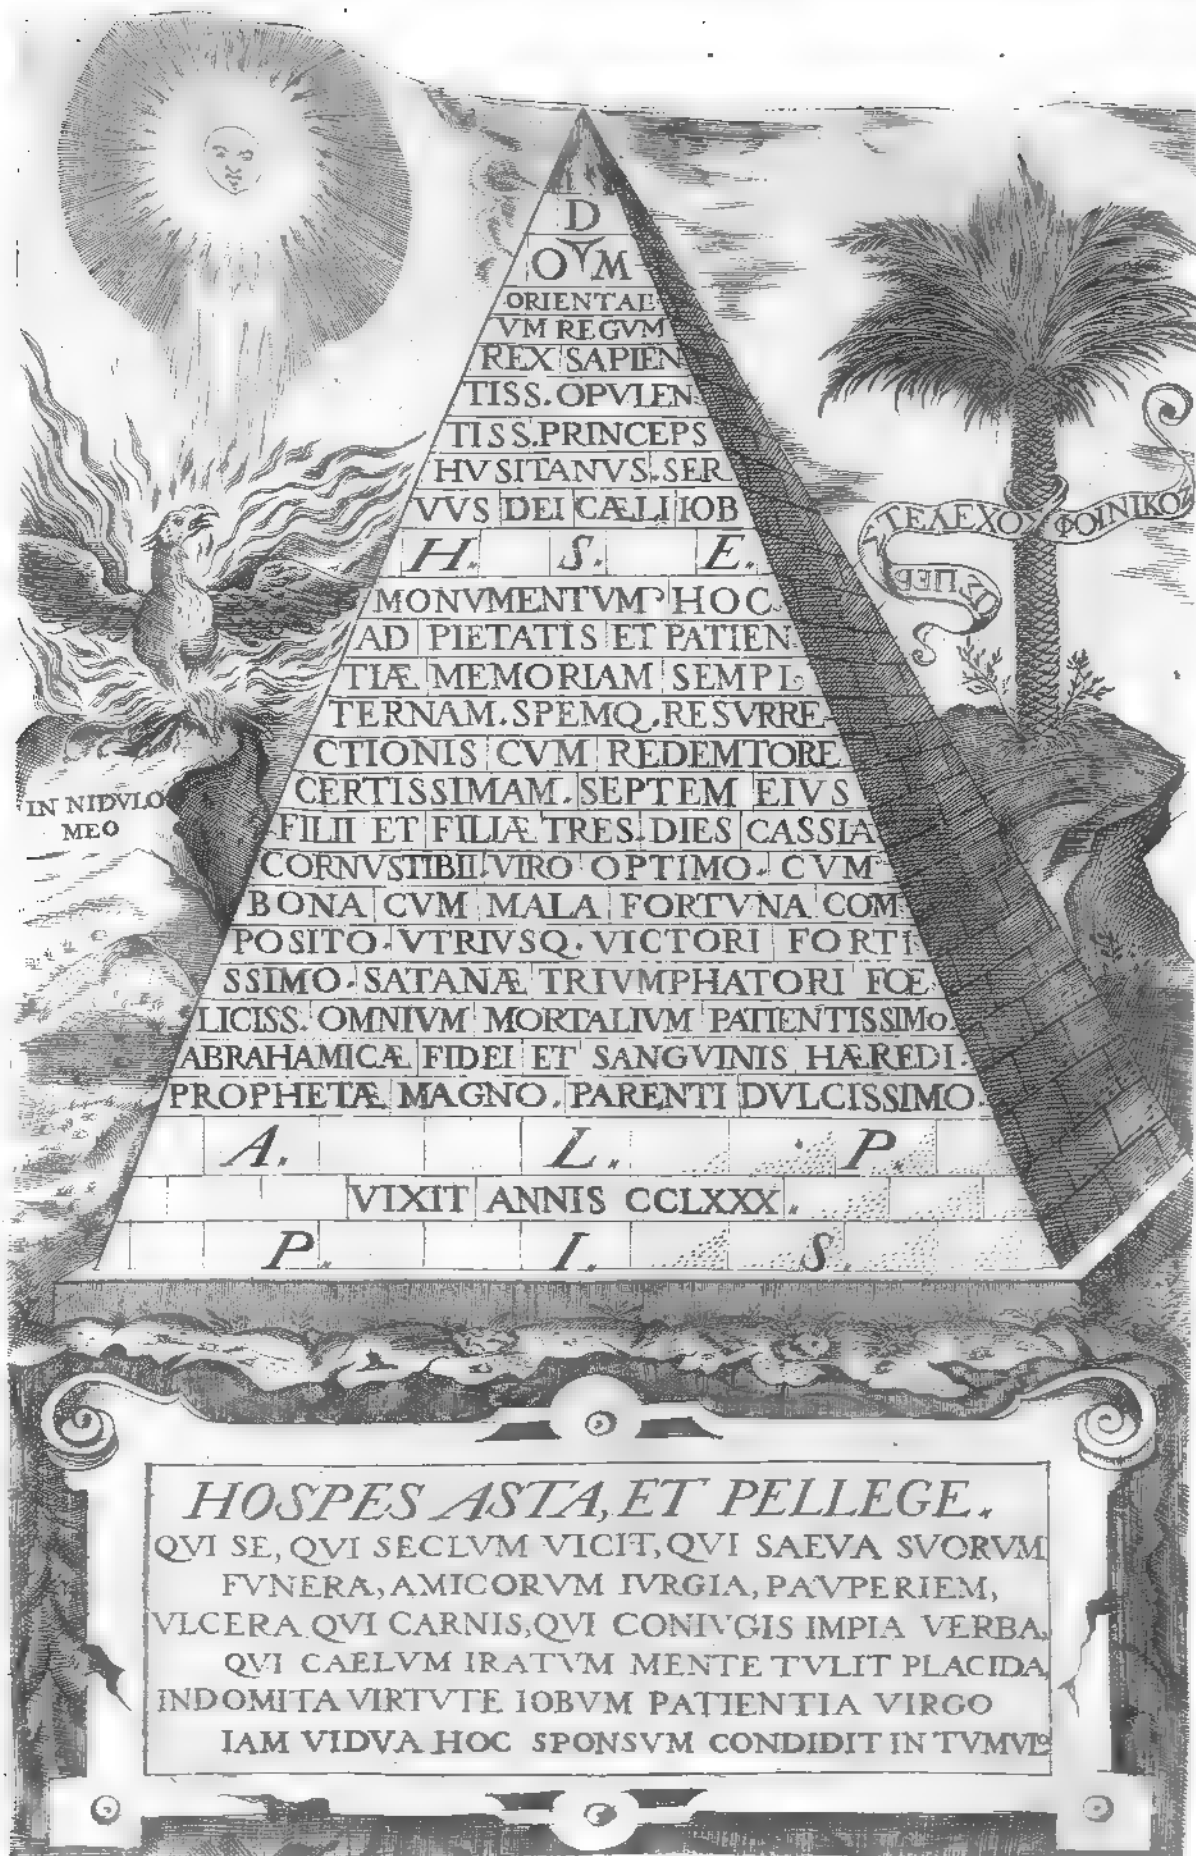 D
OYM
ORIENTAL
VM REGVM
REX SAPIEN
TISS. OPVLEN
TISS. PRINCEPS
HVSITANVS. SER
VVS DEI CÆLI IOB
H. S. E.
MONVMENTVM HOC
AD PIETATIS ET PATIEN
TIÆ MEMORIAM SEMPI
TERNAM. SPEMQ. RESVRRE
CTIONIS CVM REDEMTORE
CERTISSIMAM. SEPTEM EIVS
FILII ET FILIÆ TRES. DIES CASSIA
CORNVSTIBII. VIRO OPTIMO. CVM
BONA CVM MALA FORTVNA COM
POSITO. VTRIVSQ. VICTORI FORTI
SSIMO. SATANÆ TRIVMPHATORI FOE
LICISS. OMNIVM MORTALIVM PATIENTISSIMO
ABRAHAMICÆ FIDEI ET SANGVINIS HÆREDI.
PROPHETÆ MAGNO. PARENTI DVLCISSIMO.
A. L. P.
VIXIT ANNIS CCLXXX.
P. I. S.
IN NIDVLO
MEO
ΩΣΠΕΡ
ΣΤΕΛΕΧΟΣ ΦΟΙΝΙΚΟΣ
HOSPES ASTA, ET PELLEGE.
QVI SE, QVI SECLVM VICIT, QVI SAEVA SVORVM
FVNERA, AMICORVM IVRGIA, PAVPERIEM,
VLCERA QVI CARNIS, QVI CONIVGIS IMPIA VERBA,
QVI CAELVM IRATVM MENTE TVLIT PLACIDA,
INDOMITA VIRTVTE IOBVM PATIENTIA VIRGO
IAM VIDVA HOC SPONSVM CONDIDIT IN TVMVLO